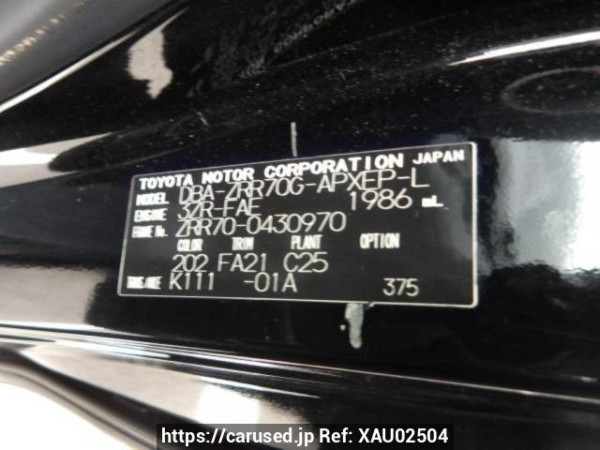 TOYOTA MOTOR CORPORATION JAPAN
MODEL DBA-ZRR70G-APXEP-L
ENGINE 3ZR-FAE 1986 mL
FRAME No. ZRR70-0430970
COLOR TRIM PLANT OPTION
202 FA21 C25
TRANS/AXLE K111 -01A 375
https://carused.jp Ref: XAU02504